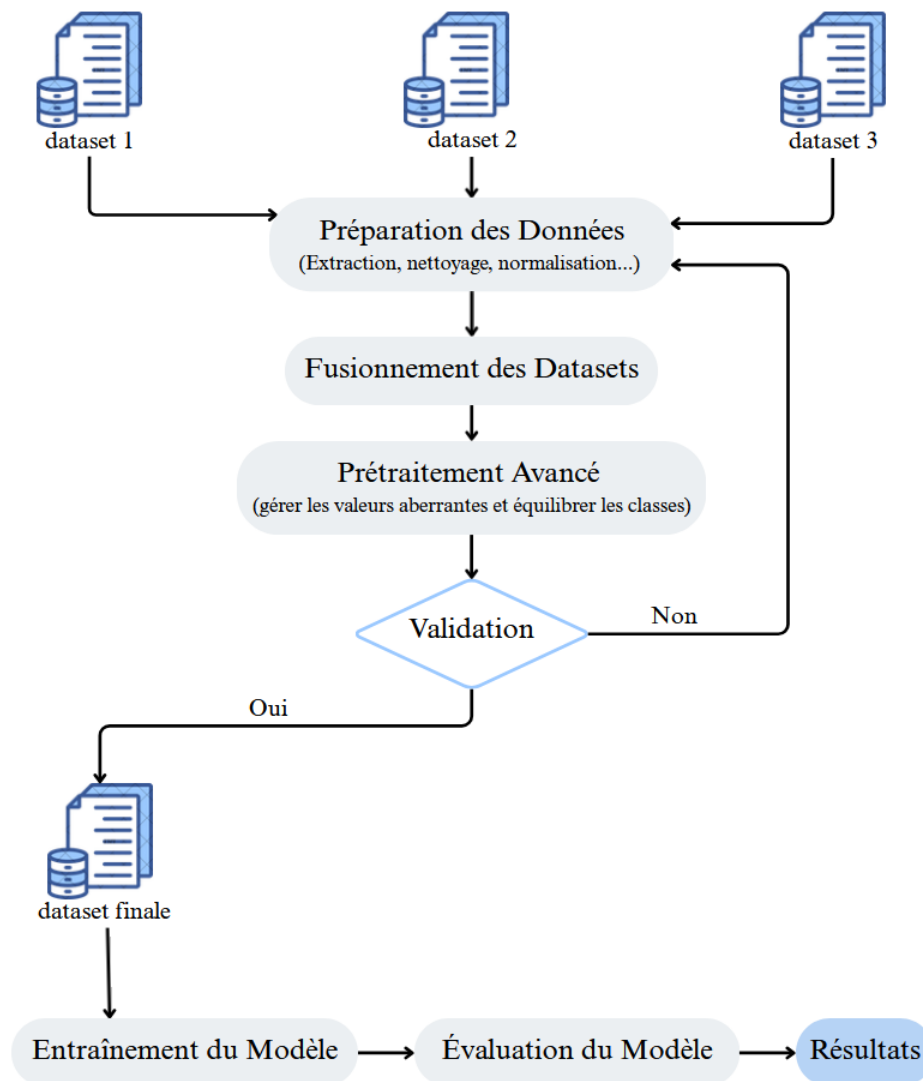 dataset 1
dataset 2
dataset 3
Préparation des Données
(Extraction, nettoyage, normalisation...)
Fusionnement des Datasets
Prétraitement Avancé
(gérer les valeurs aberrantes et équilibrer les classes)
Validation
Non
Oui
dataset finale
Entraînement du Modèle
Évaluation du Modèle
Résultats